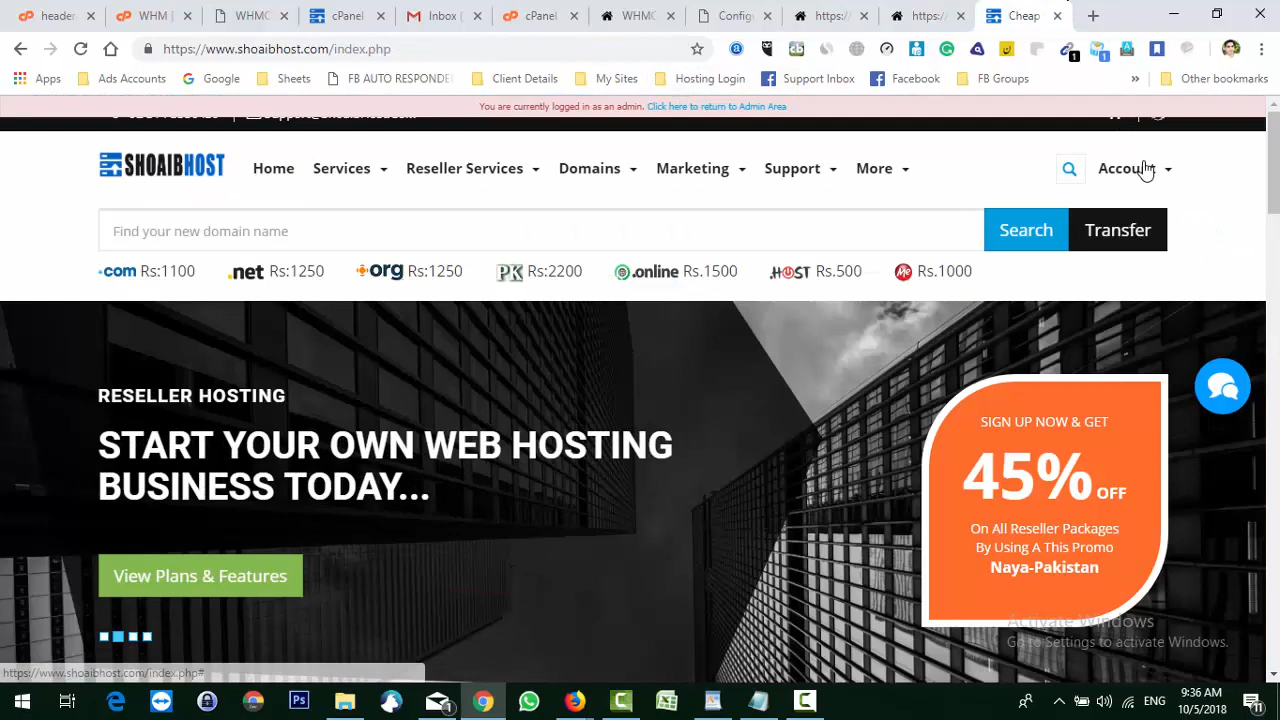 header
WHM [
WHMC
cPanel
Inbox (
cPanel
WHMC
Config
https:/
https:/
Cheap
https://www.shoaibhost.com/index.php
Apps
Ads Accounts
Google
Sheets
FB AUTO RESPONDE
Client Details
My Sites
Hosting Login
Support Inbox
Facebook
FB Groups
»
Other bookmarks
You are currently logged in as an admin. Click here to return to Admin Area
SHOAIBHOST
Home
Services
Reseller Services
Domains
Marketing
Support
More
Account
Find your new domain name
Search
Transfer
.com Rs:1100
.net Rs:1250
.org Rs:1250
PK Rs:2200
.online Rs.1500
.HOST Rs.500
Me Rs.1000
RESELLER HOSTING
START YOUR OWN WEB HOSTING
BUSINESS TODAY...
View Plans & Features
SIGN UP NOW & GET
45% OFF
On All Reseller Packages
By Using A This Promo
Naya-Pakistan
Activate Windows
Go to Settings to activate Windows.
https://www.shoaibhost.com/index.php#
ENG
9:36 AM
10/5/2018